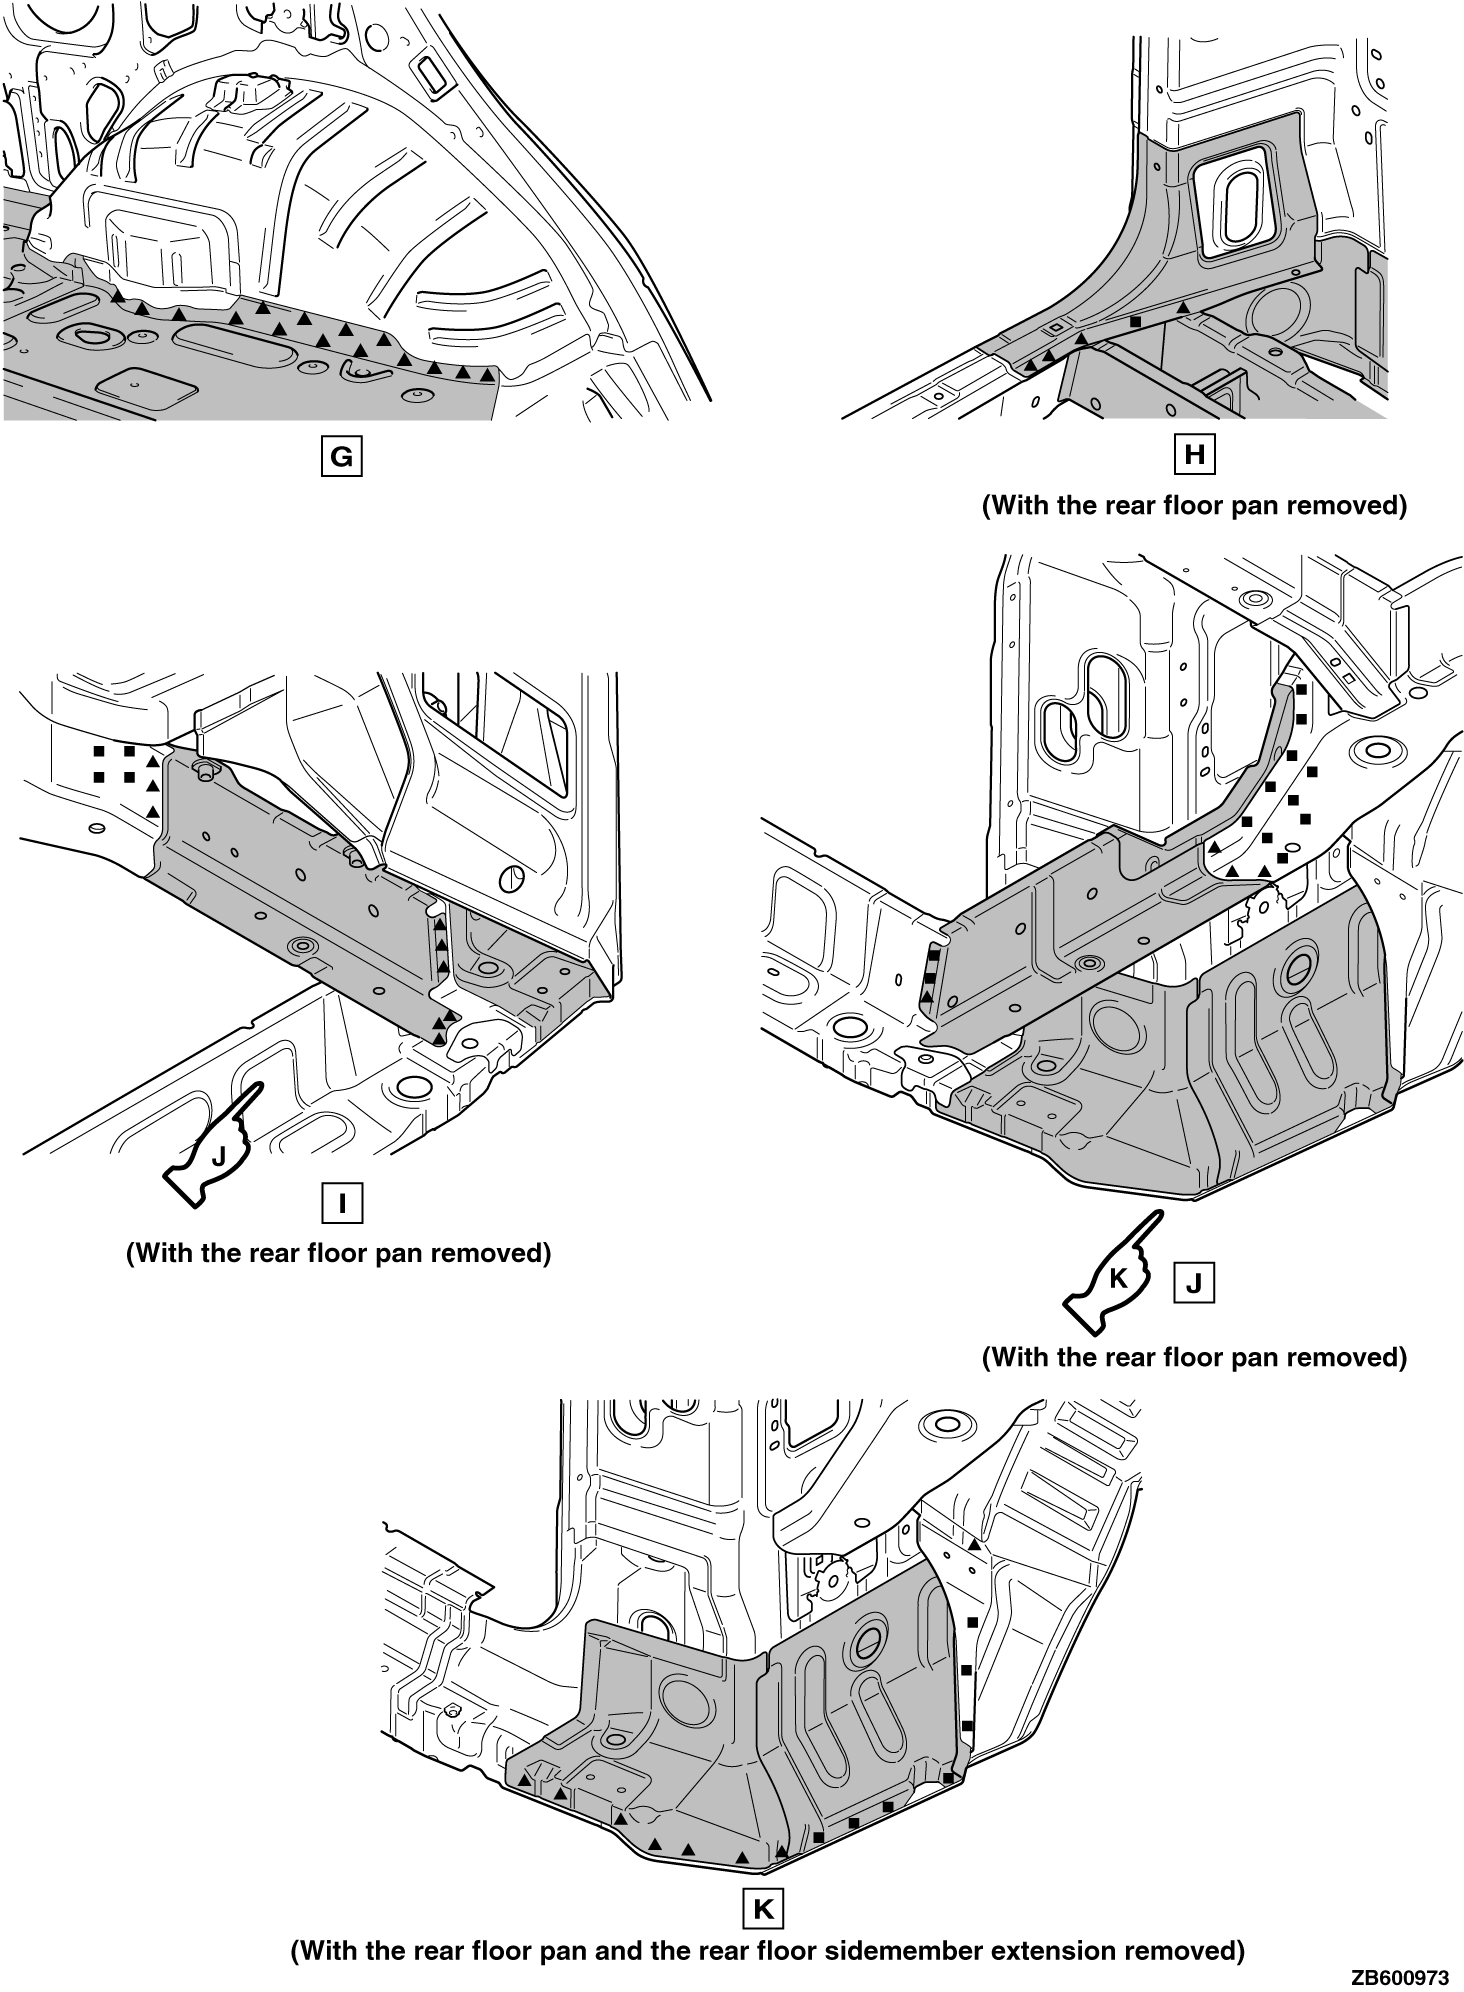 G
H
(With the rear floor pan removed)
J
I
(With the rear floor pan removed)
K
J
(With the rear floor pan removed)
K
(With the rear floor pan and the rear floor sidemember extension removed)
ZB600973